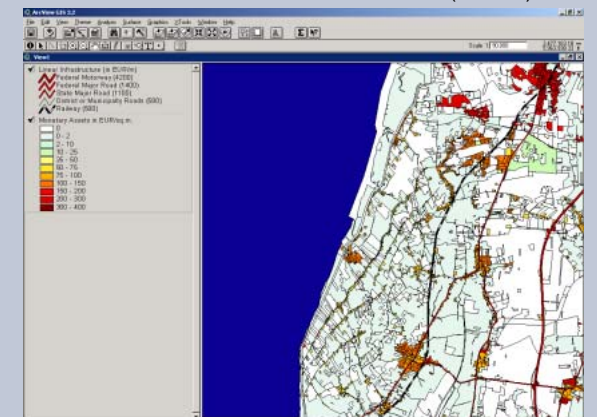 ArcView GIS 3.2
File Edit View Theme Analysis Surface Graphics XTools Window Help
Scale 1:
View1
Linear Infrastructure (in EUR/m)
Federal Motorway (4200)
Federal Major Road (1400)
State Major Road (1100)
District or Municipality Roads (880)
Railway (580)
Monetary Assets in EUR/sq.m.
0
0 - 2
2 - 10
10 - 25
25 - 50
50 - 75
75 - 100
100 - 150
150 - 200
200 - 300
300 - 400